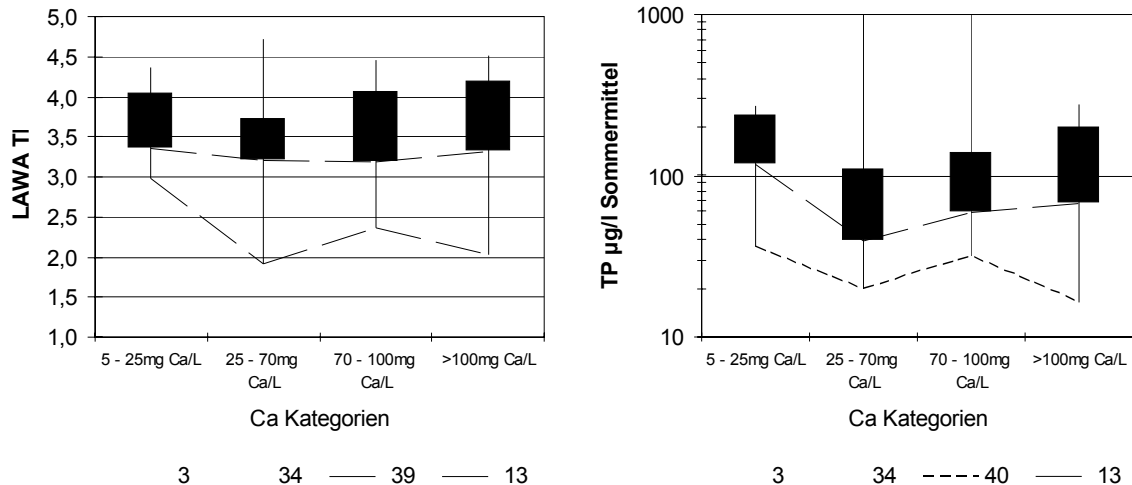 5,0
4,5
4,0
3,5
3,0
2,5
2,0
1,5
1,0
LAWA TI
5 - 25mg Ca/L 25 - 70mg 70 - 100mg >100mg Ca/L
Ca/L Ca/L
Ca Kategorien
3 34 39 13
1000
100
10
TP µg/l Sommermittel
5 - 25mg Ca/L 25 - 70mg 70 - 100mg >100mg Ca/L
Ca/L Ca/L
Ca Kategorien
3 34 40 13